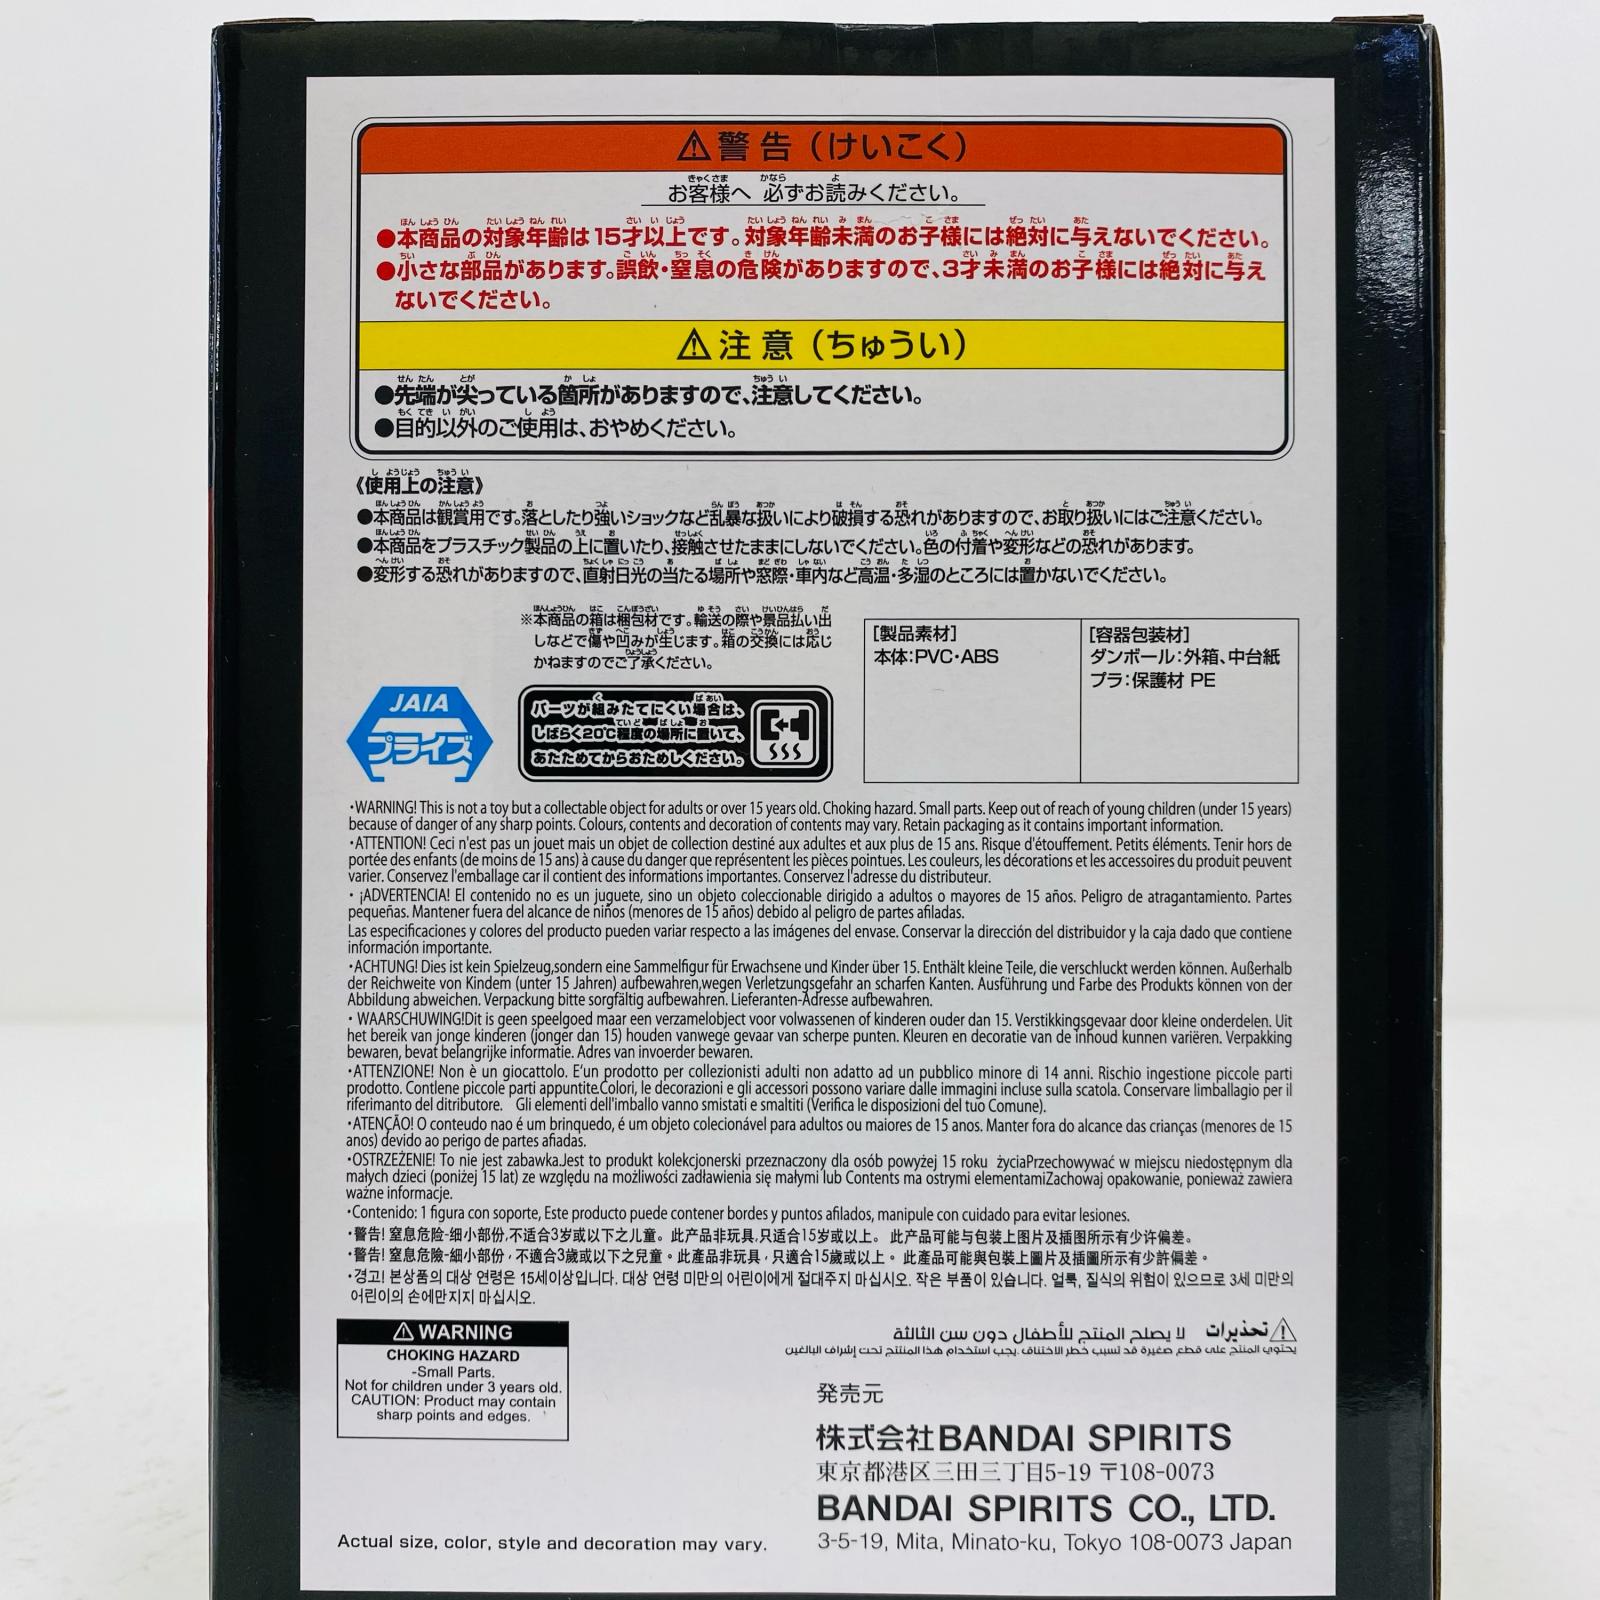 ⚠警告（けいこく）
お客様へ 必ずお読みください。
●本商品の対象年齢は15才以上です。対象年齢未満のお子様には絶対に与えないでください。
●小さな部品があります。誤飲・窒息の危険がありますので、3才未満のお子様には絶対に与え
ないでください。
⚠注意（ちゅうい）
●先端が尖っている箇所がありますので、注意してください。
●目的以外のご使用は、おやめください。
《使用上の注意》
●本商品は観賞用です。落としたり強いショックなど乱暴な扱いにより破損する恐れがありますので、お取り扱いにはご注意ください。
●本商品をプラスチック製品の上に置いたり、接触させたままにしないでください。色の付着や変形などの恐れがあります。
●変形する恐れがありますので、直射日光の当たる場所や窓際・車内など高温・多湿のところには置かないでください。
※本商品の箱は梱包材です。輸送の際や景品払い出
しなどで傷や凹みが生じます。箱の交換には応じ
かねますのでご了承ください。
JAIA
プライズ
パーツが組みたてにくい場合は、
しばらく20℃程度の場所に置いて、
あたためてからおためしください。
[製品素材]
本体:PVC・ABS
[容器包装材]
ダンボール:外箱、中台紙
プラ:保護材 PE
・WARNING! This is not a toy but a collectable object for adults or over 15 years old. Choking hazard. Small parts. Keep out of reach of young children (under 15 years)
because of danger of any sharp points. Colours, contents and decoration of contents may vary. Retain packaging as it contains important information.
・ATTENTION! Ceci n'est pas un jouet mais un objet de collection destiné aux adultes et aux plus de 15 ans. Risque d'étouffement. Petits éléments. Tenir hors de
portée des enfants (de moins de 15 ans) à cause du danger que représentent les pièces pointues. Les couleurs, les décorations et les accessoires du produit peuvent
varier. Conservez l'emballage car il contient des informations importantes. Conservez l'adresse du distributeur.
・ ¡ADVERTENCIA! El contenido no es un juguete, sino un objeto coleccionable dirigido a adultos o mayores de 15 años. Peligro de atragantamiento. Partes
pequeñas. Mantener fuera del alcance de niños (menores de 15 años) debido al peligro de partes afiladas.
Las especificaciones y colores del producto pueden variar respecto a las imágenes del envase. Conservar la dirección del distribuidor y la caja dado que contiene
información importante.
・ACHTUNG! Dies ist kein Spielzeug,sondern eine Sammelfigur für Erwachsene und Kinder über 15. Enthält kleine Teile, die verschluckt werden können. Außerhalb
der Reichweite von Kindem (unter 15 Jahren) aufbewahren,wegen Verletzungsgefahr an scharfen Kanten. Ausführung und Farbe des Produkts können von der
Abbildung abweichen. Verpackung bitte sorgfältig aufbewahren. Lieferanten-Adresse aufbewahren.
・ WAARSCHUWING!Dit is geen speelgoed maar een verzamelobject voor volwassenen of kinderen ouder dan 15. Verstikkingsgevaar door kleine onderdelen. Uit
het bereik van jonge kinderen (jonger dan 15) houden vanwege gevaar van scherpe punten. Kleuren en decoratie van de inhoud kunnen variëren. Verpakking
bewaren, bevat belangrijke informatie. Adres van invoerder bewaren.
・ATTENZIONE! Non è un giocattolo. E'un prodotto per collezionisti adulti non adatto ad un pubblico minore di 14 anni. Rischio ingestione piccole parti
prodotto. Contlene piccole parti appuntite.Colori, le decorazioni e gli accessori possono variare dalle immagini incluse sulla scatola. Conservare limballagio per il
riferimanto del ditributore. Gli elementi dell'imballo vanno smistati e smaltiti (Verifica le disposizioni del tuo Comune).
・ATENÇÃO! O conteudo nao é um brinquedo, é um objeto colecionável para adultos ou maiores de 15 anos. Manter fora do alcance das crianças (menores de 15
anos) devido ao perigo de partes afiadas.
・OSTRZEŻENIE! To nie jest zabawka.Jest to produkt kolekcjonerski przeznaczony dla osób powyżej 15 roku życiaPrzechowywać w miejscu niedostępnym dla
małych dzieci (poniżej 15 lat) ze względu na możliwości zadławienia się małymi lub Contents ma ostrymi elementamiZachowaj opakowanie, ponieważ zawiera
ważne informacje.
・Contenido: 1 figura con soporte, Este producto puede contener bordes y puntos afilados, manipule con cuidado para evitar lesiones.
・警告! 窒息危险-细小部份,不适合3岁或以下之儿童。此产品非玩具,只适合15岁或以上。 此产品可能与包装上图片及插图所示有少许偏差。
・警告! 窒息危險-細小部份，不適合3歲或以下之兒童。此產品非玩具，只適合15歲或以上。 此產品可能與包裝上圖片及插圖所示有少許偏差。
・경고! 본상품의 대상 연령은 15세이상입니다. 대상 연령 미만의 어린이에게 절대주지 마십시오. 작은 부품이 있습니다. 얼룩, 질식의 위험이 있으므로 3세 미만의
어린이의 손에만지지 마십시오.
⚠تحذيرات لا يصلح المنتج للأطفال دون سن الثالثة
يحتوي المنتج على قطع صغيرة قد تسبب خطر الاختناق .يجب استخدام هذا المنتج تحت إشراف البالغين
⚠ WARNING
CHOKING HAZARD
-Small Parts.
Not for children under 3 years old.
CAUTION: Product may contain
sharp points and edges.
発売元
株式会社BANDAI SPIRITS
東京都港区三田三丁目5-19 〒108-0073
BANDAI SPIRITS CO., LTD.
3-5-19, Mita, Minato-ku, Tokyo 108-0073 Japan
Actual size, color, style and decoration may vary.